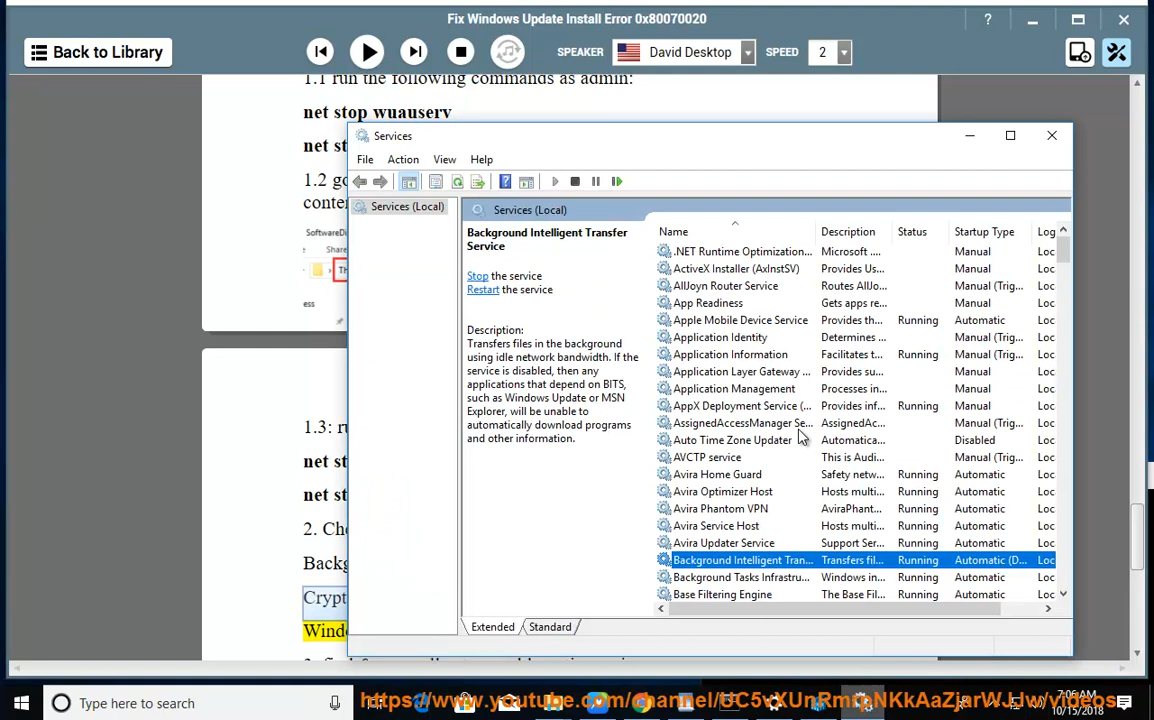 Fix Windows Update Install Error 0x80070020
Back to Library
SPEAKER
David Desktop
SPEED
2
1.1 run the following commands as admin:
net stop wuauserv
net st
1.2 go
conten
SoftwareDi
Share
ess
1.3: ru
net st
net st
2. Che
Backg
Crypt
Windo
Services
File Action View Help
Services (Local)
Services (Local)
Background Intelligent Transfer
Service
Stop the service
Restart the service
Description:
Transfers files in the background
using idle network bandwidth. If the
service is disabled, then any
applications that depend on BITS,
such as Windows Update or MSN
Explorer, will be unable to
automatically download programs
and other information.
Name Description Status Startup Type Log
.NET Runtime Optimization... Microsoft .... Manual Loc
ActiveX Installer (AxInstSV) Provides Us... Manual Loc
AllJoyn Router Service Routes AllJo... Manual (Trig... Loc
App Readiness Gets apps re... Manual Loc
Apple Mobile Device Service Provides th... Running Automatic Loc
Application Identity Determines ... Manual (Trig... Loc
Application Information Facilitates t... Running Manual (Trig... Loc
Application Layer Gateway ... Provides su... Manual Loc
Application Management Processes in... Manual Loc
AppX Deployment Service (... Provides inf... Running Manual Loc
AssignedAccessManager Se... AssignedAc... Manual (Trig... Loc
Auto Time Zone Updater Automatica... Disabled Loc
AVCTP service This is Audi... Manual (Trig... Loc
Avira Home Guard Safety netw... Running Automatic Loc
Avira Optimizer Host Hosts multi... Running Automatic Loc
Avira Phantom VPN AviraPhant... Running Automatic Loc
Avira Service Host Hosts multi... Running Automatic Loc
Avira Updater Service Support Ser... Running Automatic Loc
Background Intelligent Tran... Transfers fil... Running Automatic (D... Loc
Background Tasks Infrastru... Windows in... Running Automatic Loc
Base Filtering Engine The Base Fil... Running Automatic Loc
Extended Standard
Type here to search
7:06 AM
10/15/2018